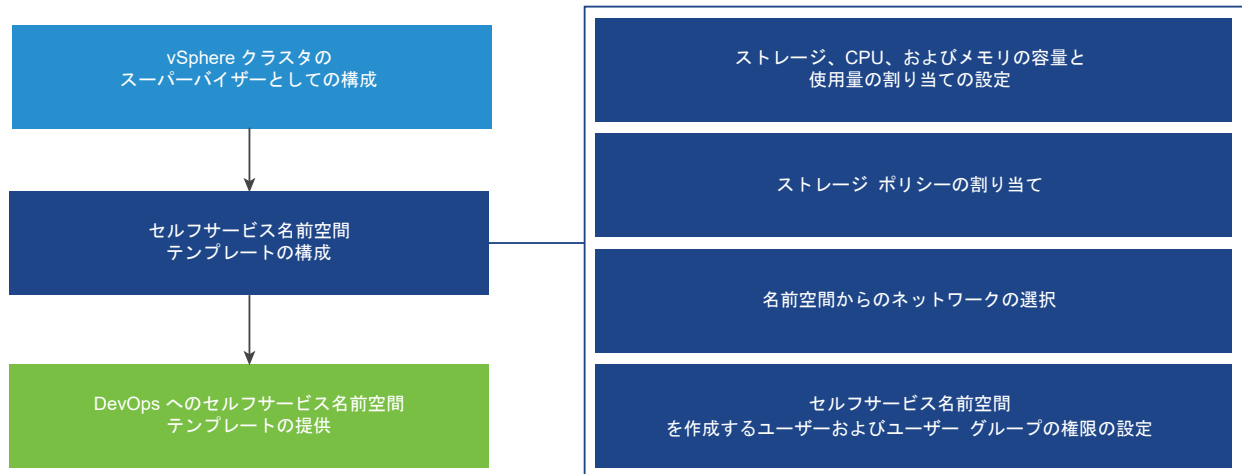 vSphere クラスタの
スーパーバイザーとしての構成
セルフサービス名前空間
テンプレートの構成
DevOps へのセルフサービス名前空間
テンプレートの提供
ストレージ、CPU、およびメモリの容量と
使用量の割り当ての設定
ストレージ ポリシーの割り当て
名前空間からのネットワークの選択
セルフサービス名前空間
を作成するユーザーおよびユーザー グループの権限の設定